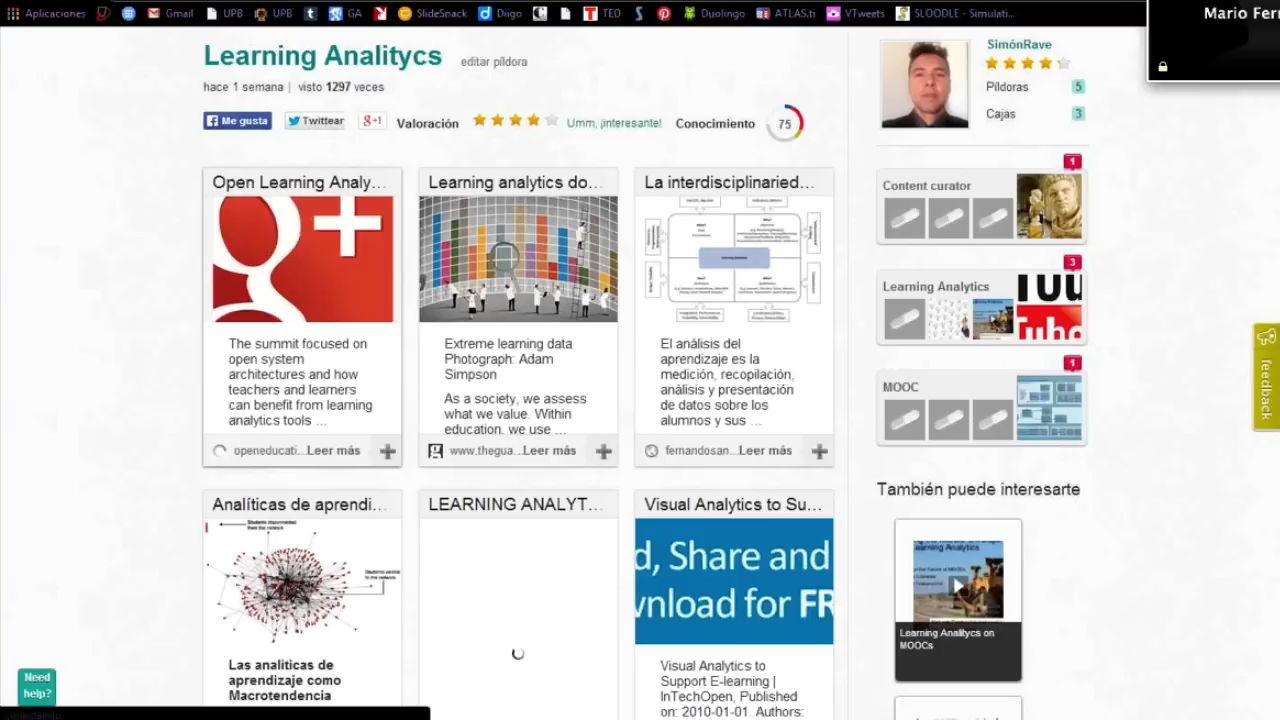 Aplicaciones
Gmail
UPB
UPB
GA
SlideSnack
Diigo
TED
Duolingo
ATLAS.ti
VTweets
SLOODLE - Simulati...
Mario Fer
Learning Analitycs
editar píldora
hace 1 semana | visto 1297 veces
Me gusta
Twittear
g+1
Valoración
Umm, ¡interesante!
Conocimiento
75
SimónRave
Píldoras 5
Cajas 3
Open Learning Analy...
The summit focused on
open system
architectures and how
teachers and learners
can benefit from learning
analytics tools ...
openeducati... Leer más
Learning analytics do...
Extreme learning data
Photograph: Adam
Simpson
As a society, we assess
what we value. Within
education, we use ...
www.thegua... Leer más
La interdisciplinaried...
El análisis del
aprendizaje es la
medición, recopilación,
análisis y presentación
de datos sobre los
alumnos y sus ...
fernandosan... Leer más
1
Content curator
3
Learning Analytics
1
MOOC
feedback
También puede interesarte
Learning Analitycs on
MOOCs
Analíticas de aprendi...
Students disconnected
from the network
Las analíticas de
aprendizaje como
Macrotendencia
LEARNING ANALYT...
Visual Analytics to Su...
d, Share and
wnload for FR
Visual Analytics to
Support E-learning |
InTechOpen, Published
on: 2010-01-01. Authors:
Need
help?